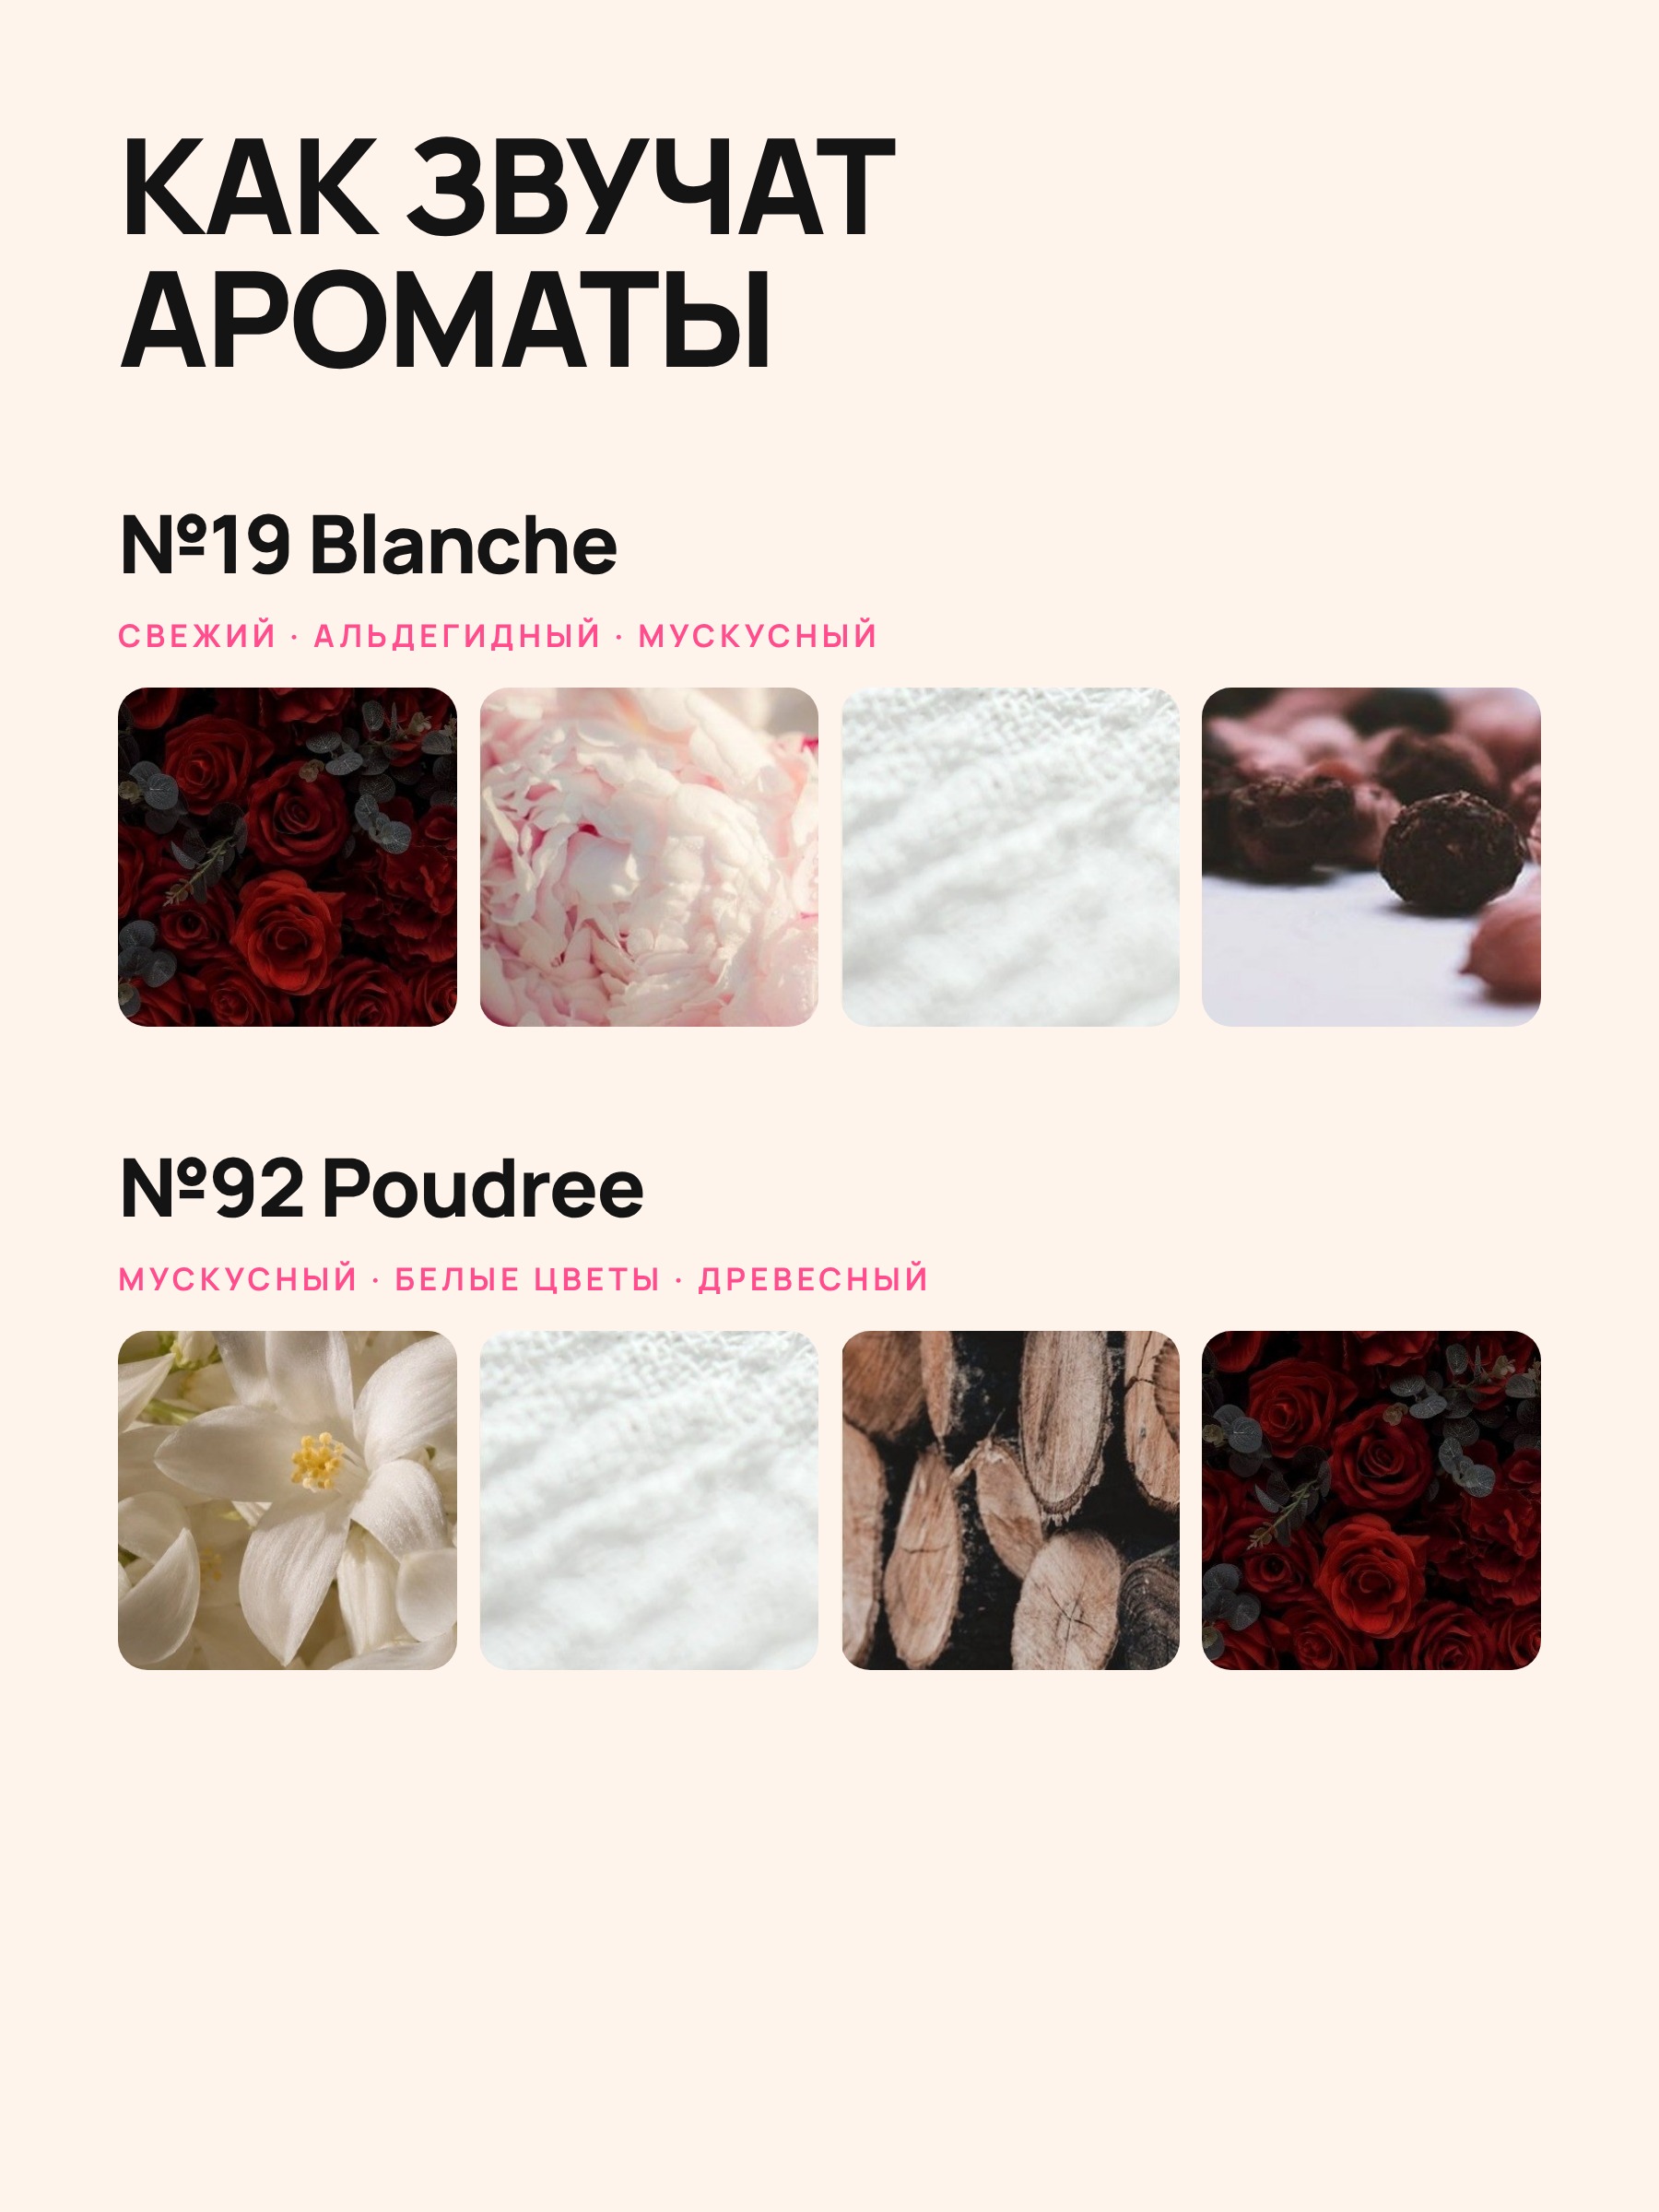 КАК ЗВУЧАТ
АРОМАТЫ
№19 Blanche
СВЕЖИЙ · АЛЬДЕГИДНЫЙ · МУСКУСНЫЙ
№92 Poudree
МУСКУСНЫЙ · БЕЛЫЕ ЦВЕТЫ · ДРЕВЕСНЫЙ